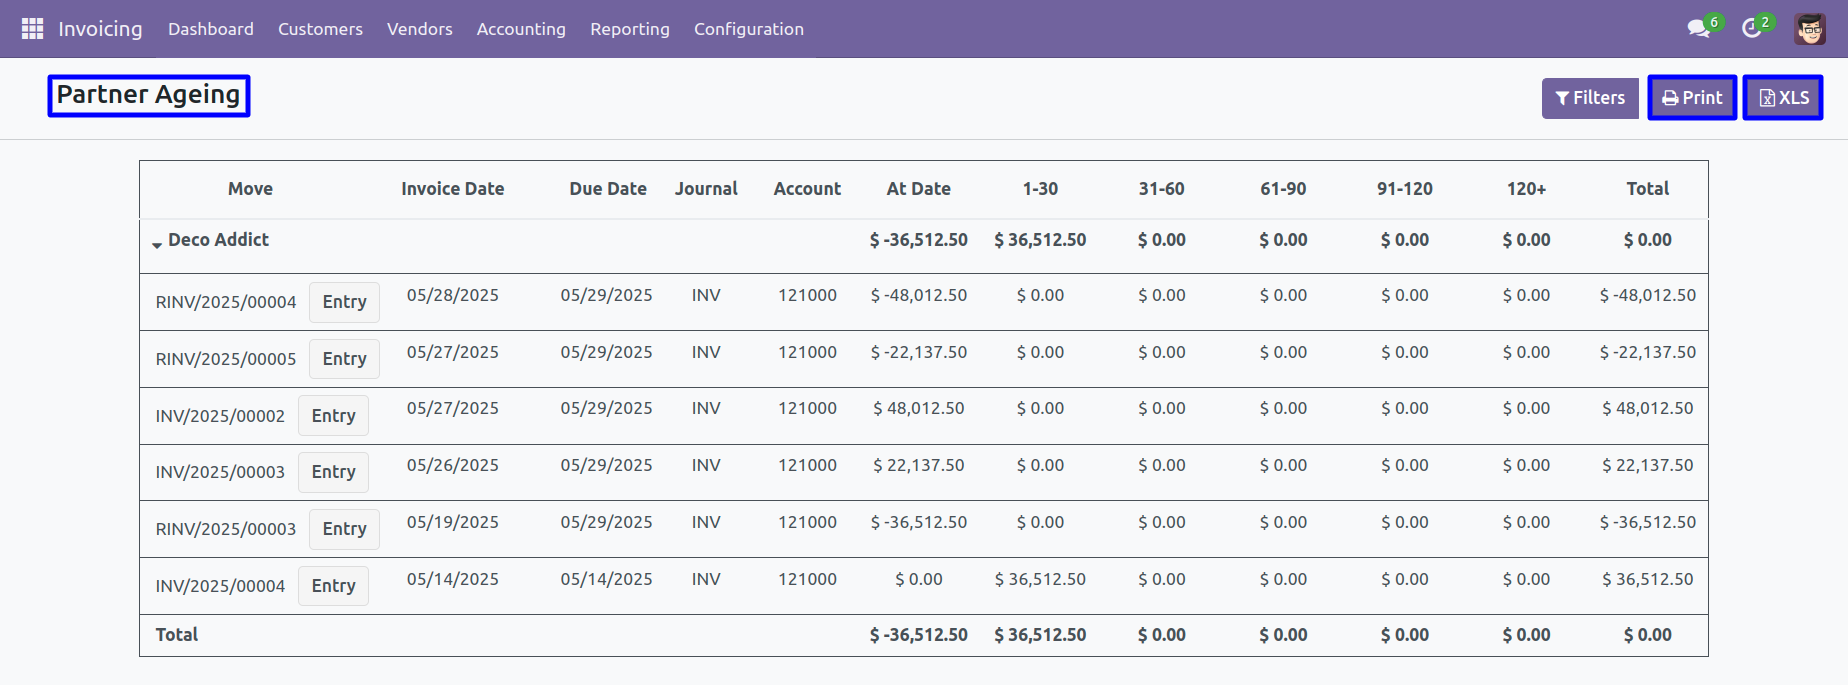 Invoicing Dashboard Customers Vendors Accounting Reporting Configuration 6 2
Partner Ageing Filters Print XLS
Move Invoice Date Due Date Journal Account At Date 1-30 31-60 61-90 91-120 120+ Total
Deco Addict $ -36,512.50 $ 36,512.50 $ 0.00 $ 0.00 $ 0.00 $ 0.00 $ 0.00
RINV/2025/00004 Entry 05/28/2025 05/29/2025 INV 121000 $ -48,012.50 $ 0.00 $ 0.00 $ 0.00 $ 0.00 $ 0.00 $ -48,012.50
RINV/2025/00005 Entry 05/27/2025 05/29/2025 INV 121000 $ -22,137.50 $ 0.00 $ 0.00 $ 0.00 $ 0.00 $ 0.00 $ -22,137.50
INV/2025/00002 Entry 05/27/2025 05/29/2025 INV 121000 $ 48,012.50 $ 0.00 $ 0.00 $ 0.00 $ 0.00 $ 0.00 $ 48,012.50
INV/2025/00003 Entry 05/26/2025 05/29/2025 INV 121000 $ 22,137.50 $ 0.00 $ 0.00 $ 0.00 $ 0.00 $ 0.00 $ 22,137.50
RINV/2025/00003 Entry 05/19/2025 05/29/2025 INV 121000 $ -36,512.50 $ 0.00 $ 0.00 $ 0.00 $ 0.00 $ 0.00 $ -36,512.50
INV/2025/00004 Entry 05/14/2025 05/14/2025 INV 121000 $ 0.00 $ 36,512.50 $ 0.00 $ 0.00 $ 0.00 $ 0.00 $ 36,512.50
Total $ -36,512.50 $ 36,512.50 $ 0.00 $ 0.00 $ 0.00 $ 0.00 $ 0.00